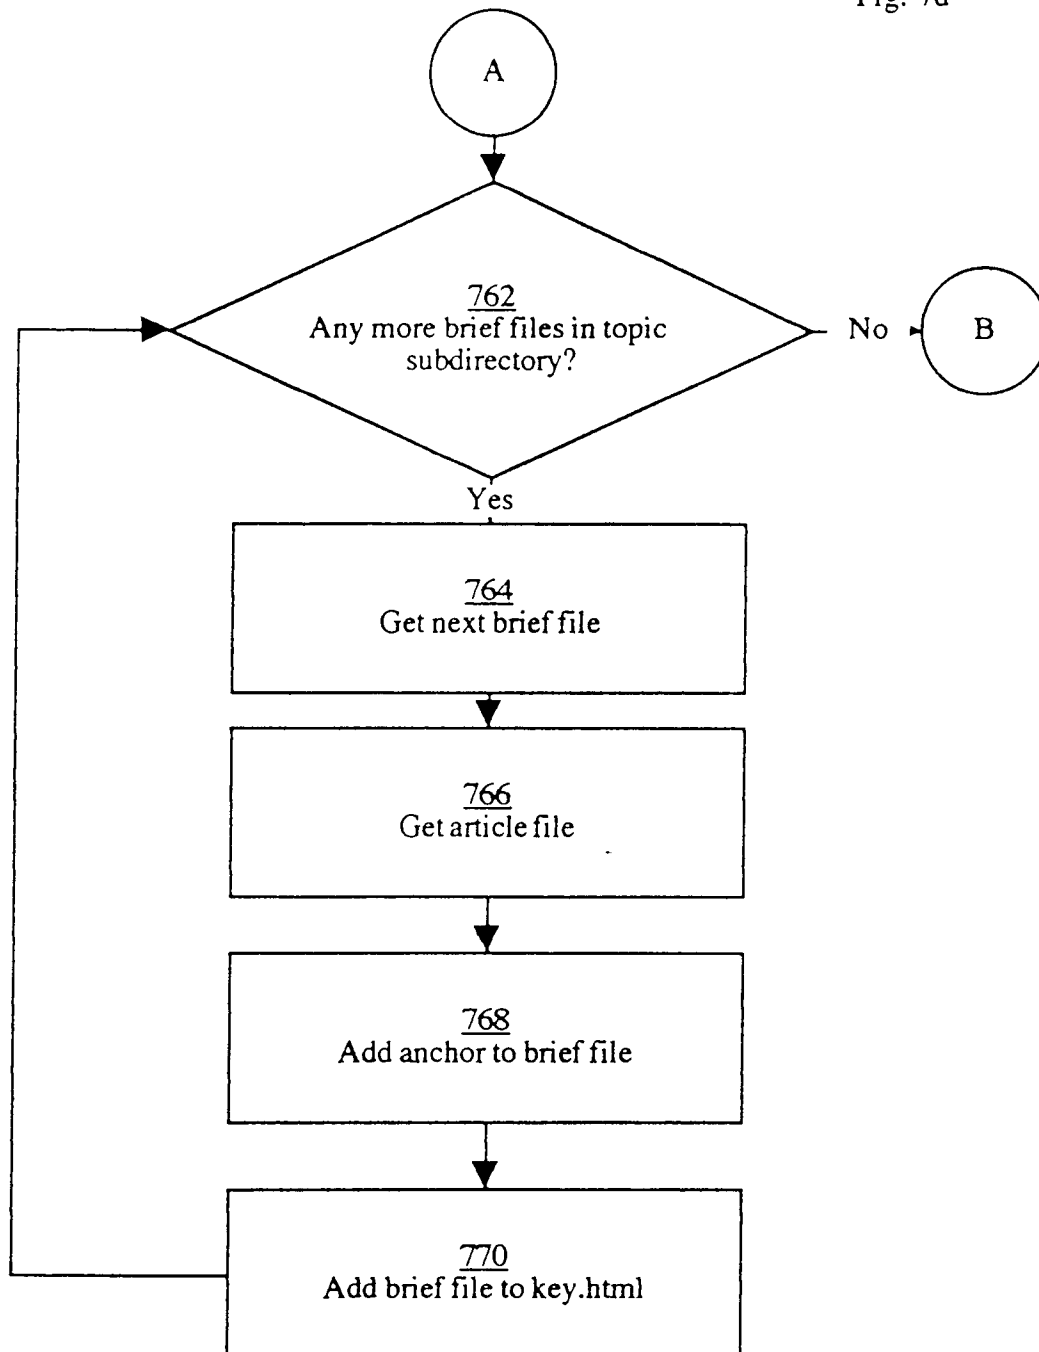 Fig. 7d
A
762
Any more brief files in topic
subdirectory?
No
B
Yes
764
Get next brief file
766
Get article file
768
Add anchor to brief file
770
Add brief file to key.html